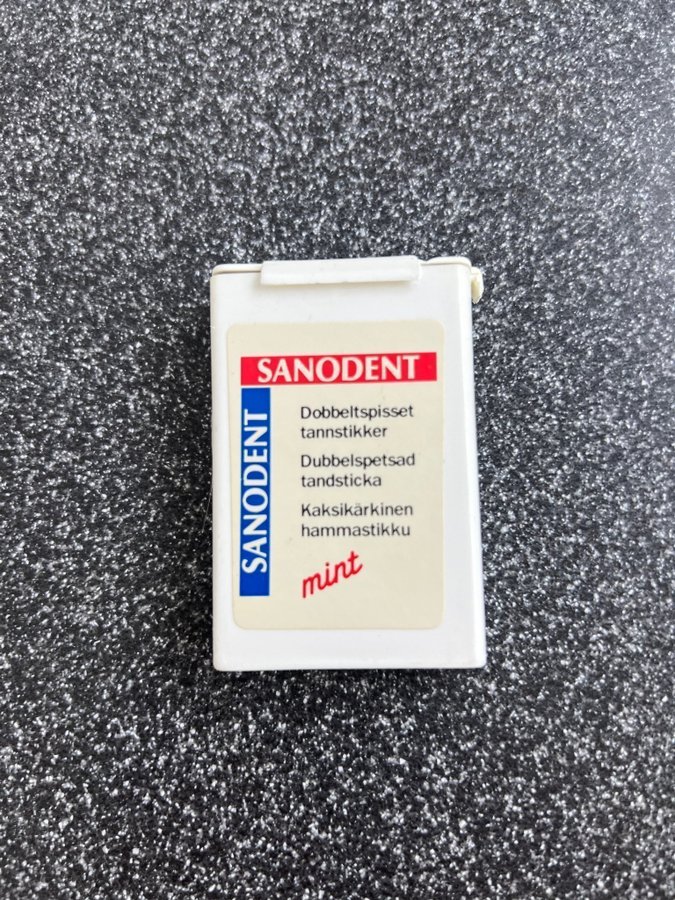 SANODENT
SANODENT
Dobbeltspisset
tannstikker
Dubbelspetsad
tandsticka
Kaksikärkinen
hammastikku
mint